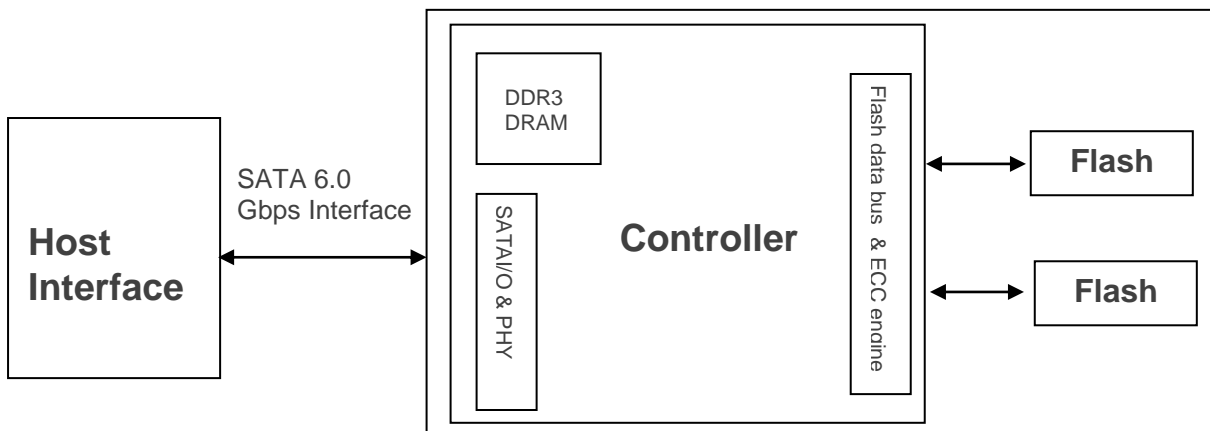 Host
Interface
SATA 6.0
Gbps Interface
DDR3
DRAM
SATAI/O & PHY
Controller
Flash data bus & ECC engine
Flash
Flash